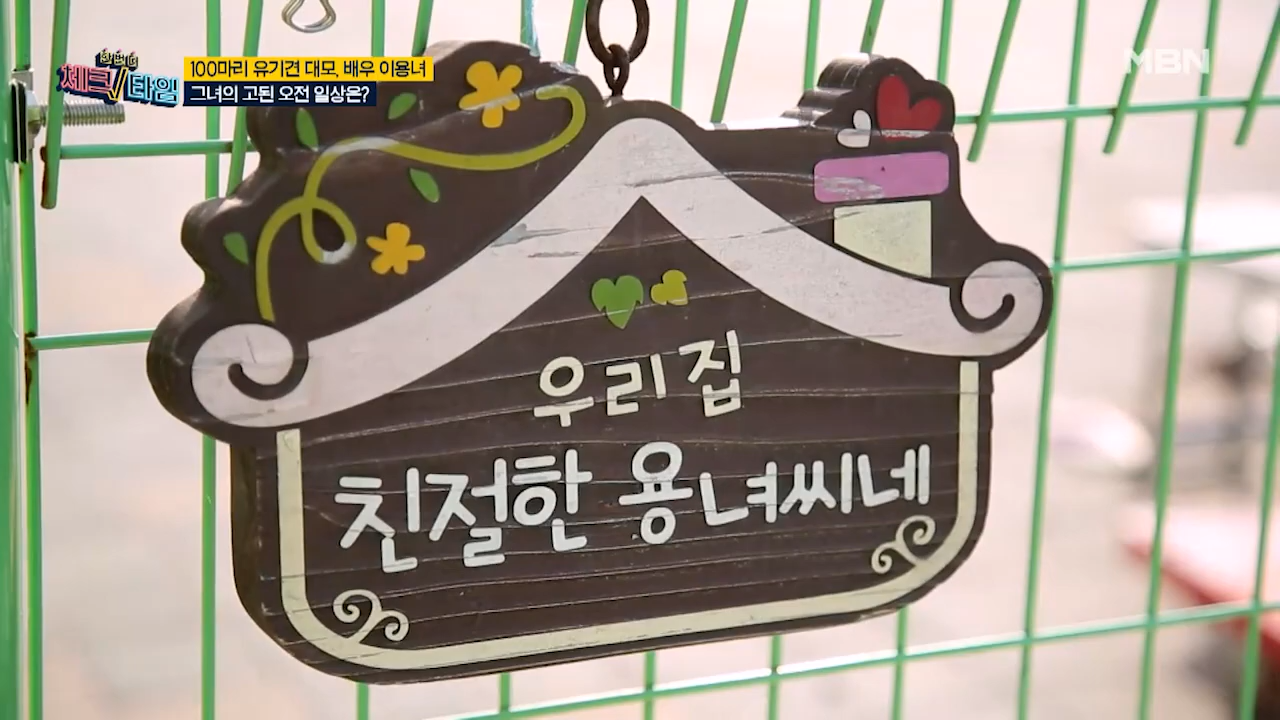 체크타임
100마리 유기견 대모, 배우 이용녀
그녀의 고된 오전 일상은?
MBN
우리집
친절한 용녀씨네